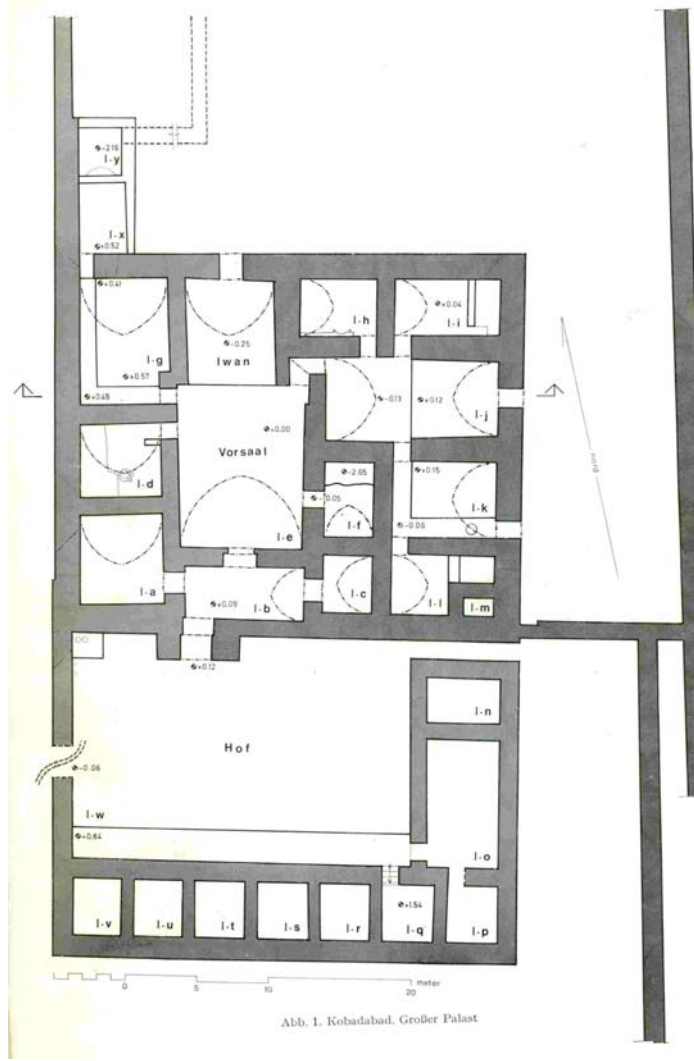 -2.16
I-y
I-x
+0.52
+0.41
I-h
+0.04
I-i
-0.25
Iwan
I-g
+0.57
+0.48
-0.13
+0.12
I-j
+0.00
Vorsaal
+0.15
-2.05
I-d
I-k
-0.05
I-f
-0.06
nord
I-e
I-a
I-c
I-l
+0.06
I-b
I-m
+0.12
I-n
Hof
-0.06
I-w
+0.64
I-o
+1.54
I-v
I-u
I-t
I-s
I-r
I-q
I-p
meter
0
5
10
20
Abb. 1. Kobadabad. Großer Palast